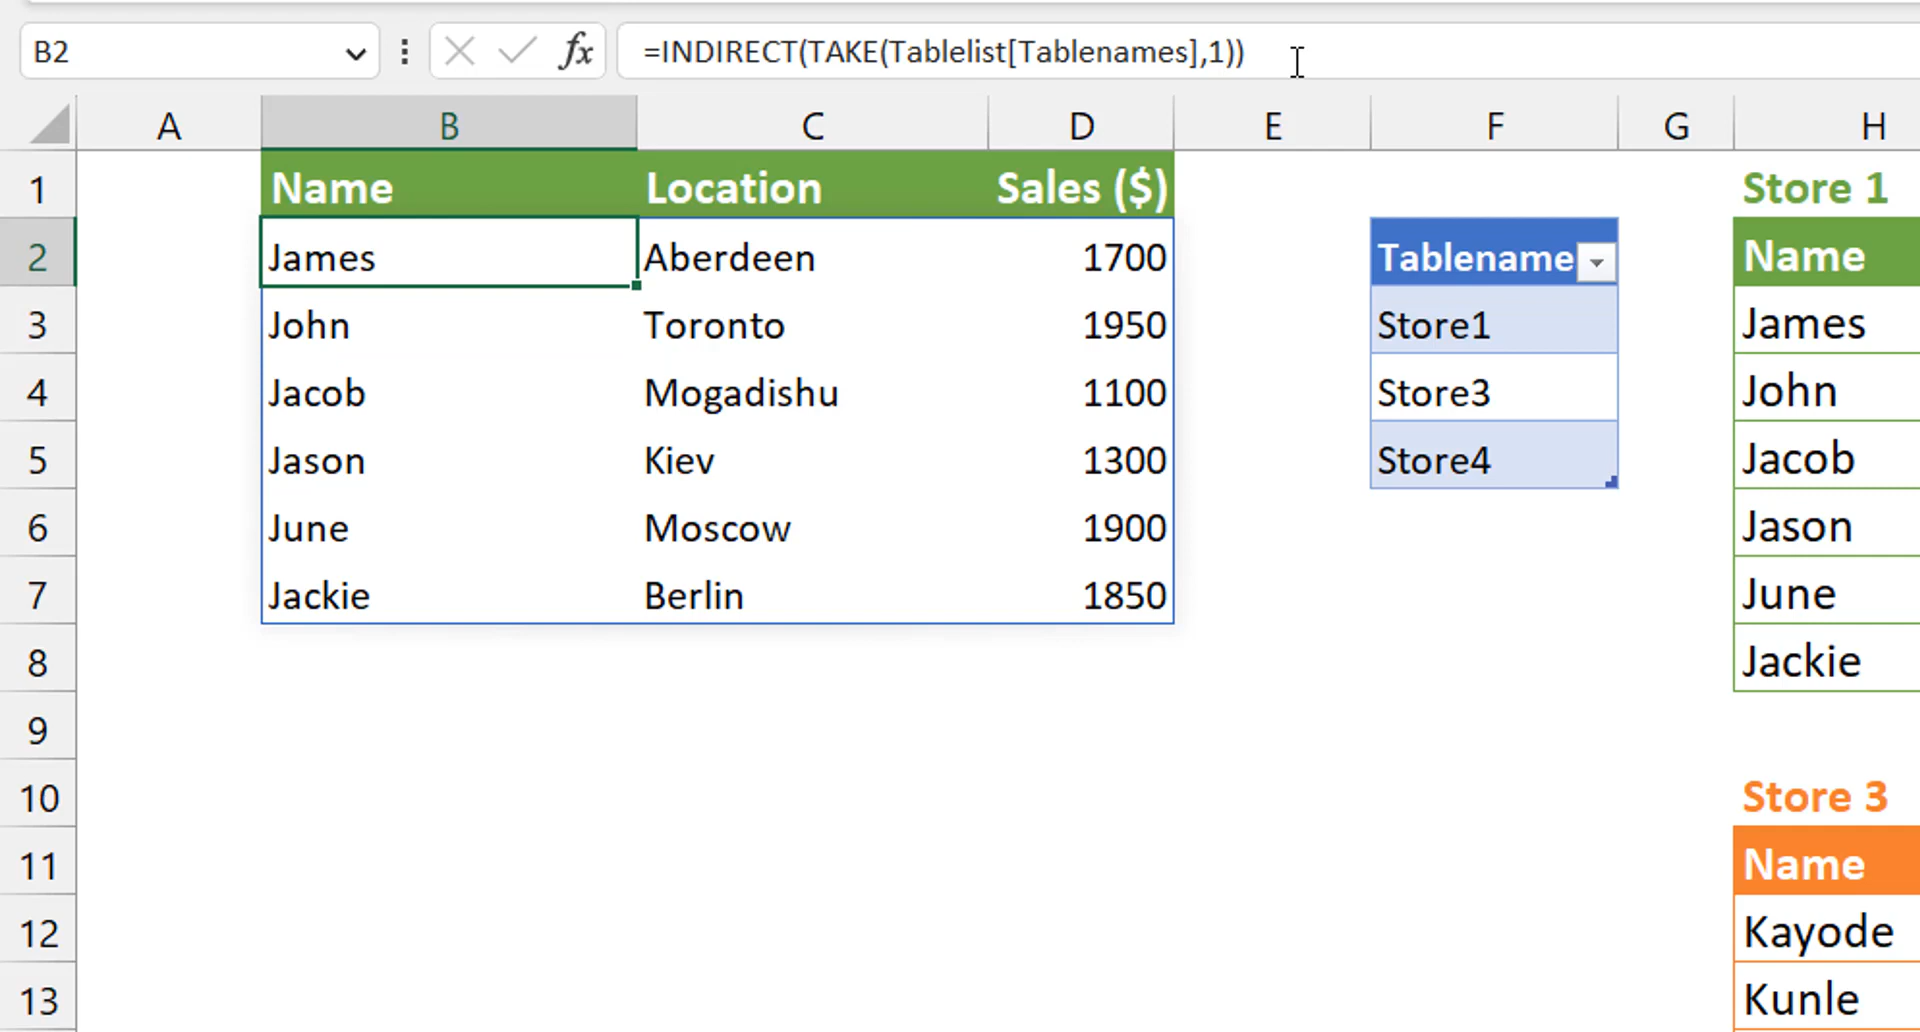 B2 fx =INDIRECT(TAKE(Tablelist[Tablenames],1))
A B C D E F G H
1 Name Location Sales ($) Store 1
2 James Aberdeen 1700 Tablename Name
3 John Toronto 1950 Store1 James
4 Jacob Mogadishu 1100 Store3 John
5 Jason Kiev 1300 Store4 Jacob
6 June Moscow 1900 Jason
7 Jackie Berlin 1850 June
8 Jackie
9
10 Store 3
11 Name
12 Kayode
13 Kunle